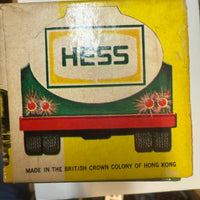 HESS
MADE IN THE BRITISH CROWN COLONY OF HONG KONG